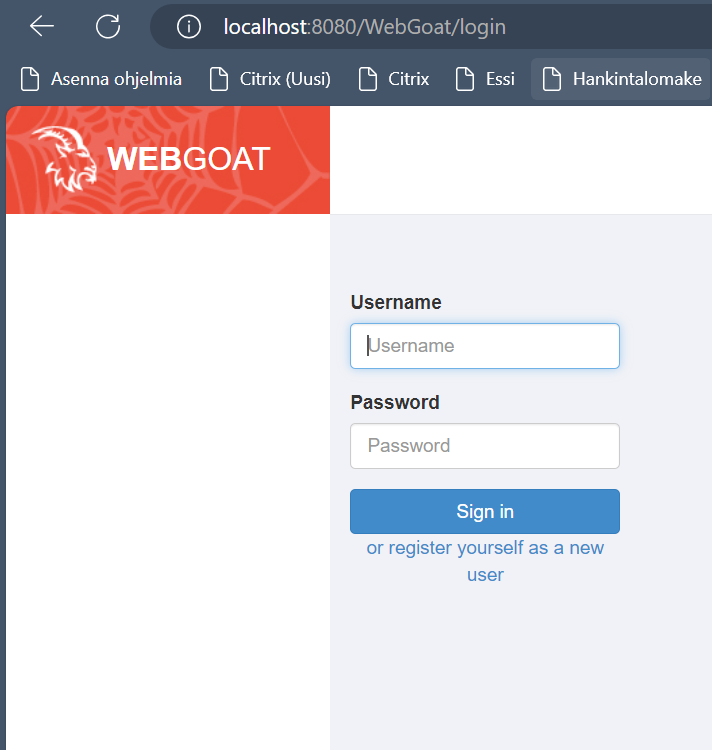 localhost:8080/WebGoat/login
Asenna ohjelmia Citrix (Uusi) Citrix Essi Hankintalomake
WEBGOAT
Username
Username
Password
Password
Sign in
or register yourself as a new
user